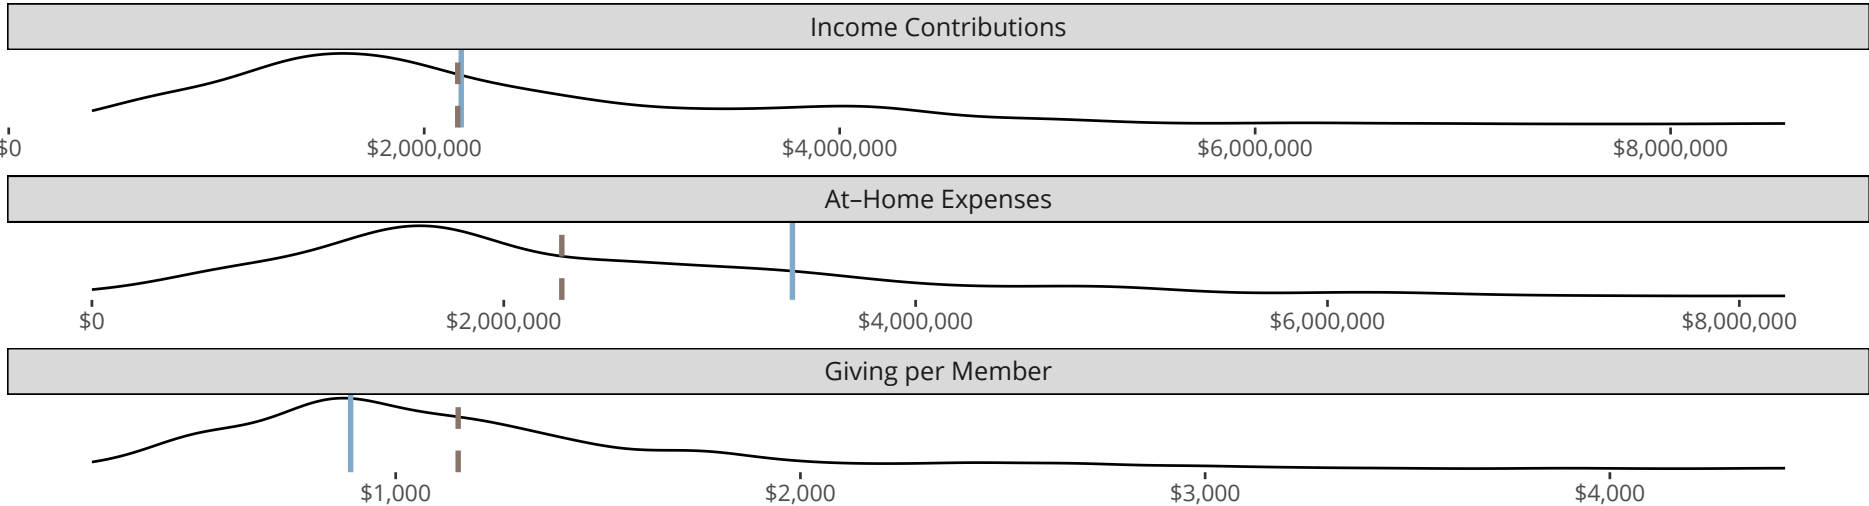 Income Contributions
$0 $2,000,000 $4,000,000 $6,000,000 $8,000,000
At–Home Expenses
$0 $2,000,000 $4,000,000 $6,000,000 $8,000,000
Giving per Member
$1,000 $2,000 $3,000 $4,000